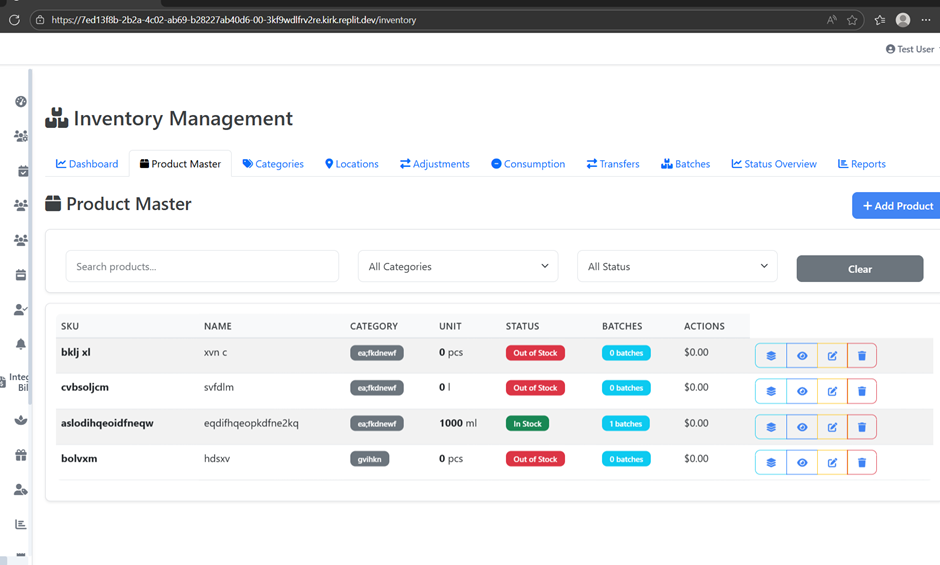 https://7ed13f8b-2b2a-4c02-ab69-b28227ab40d6-00-3kf9wdlfrv2re.kirk.replit.dev/inventory
Test User
Inventory Management
Dashboard Product Master Categories Locations Adjustments Consumption Transfers Batches Status Overview Reports
Product Master
+ Add Product
Search products... All Categories All Status Clear
SKU NAME CATEGORY UNIT STATUS BATCHES ACTIONS
bklj xl xvn c ea;fkdnewf 0 pcs Out of Stock 0 batches $0.00
Integ
Bil
cvbsoljcm svfdlm ea;fkdnewf 0 l Out of Stock 0 batches $0.00
aslodihqeoidfneqw eqdifhqeopkdfne2kq ea;fkdnewf 1000 ml In Stock 1 batches $0.00
bolvxm hdsxv gvihkn 0 pcs Out of Stock 0 batches $0.00